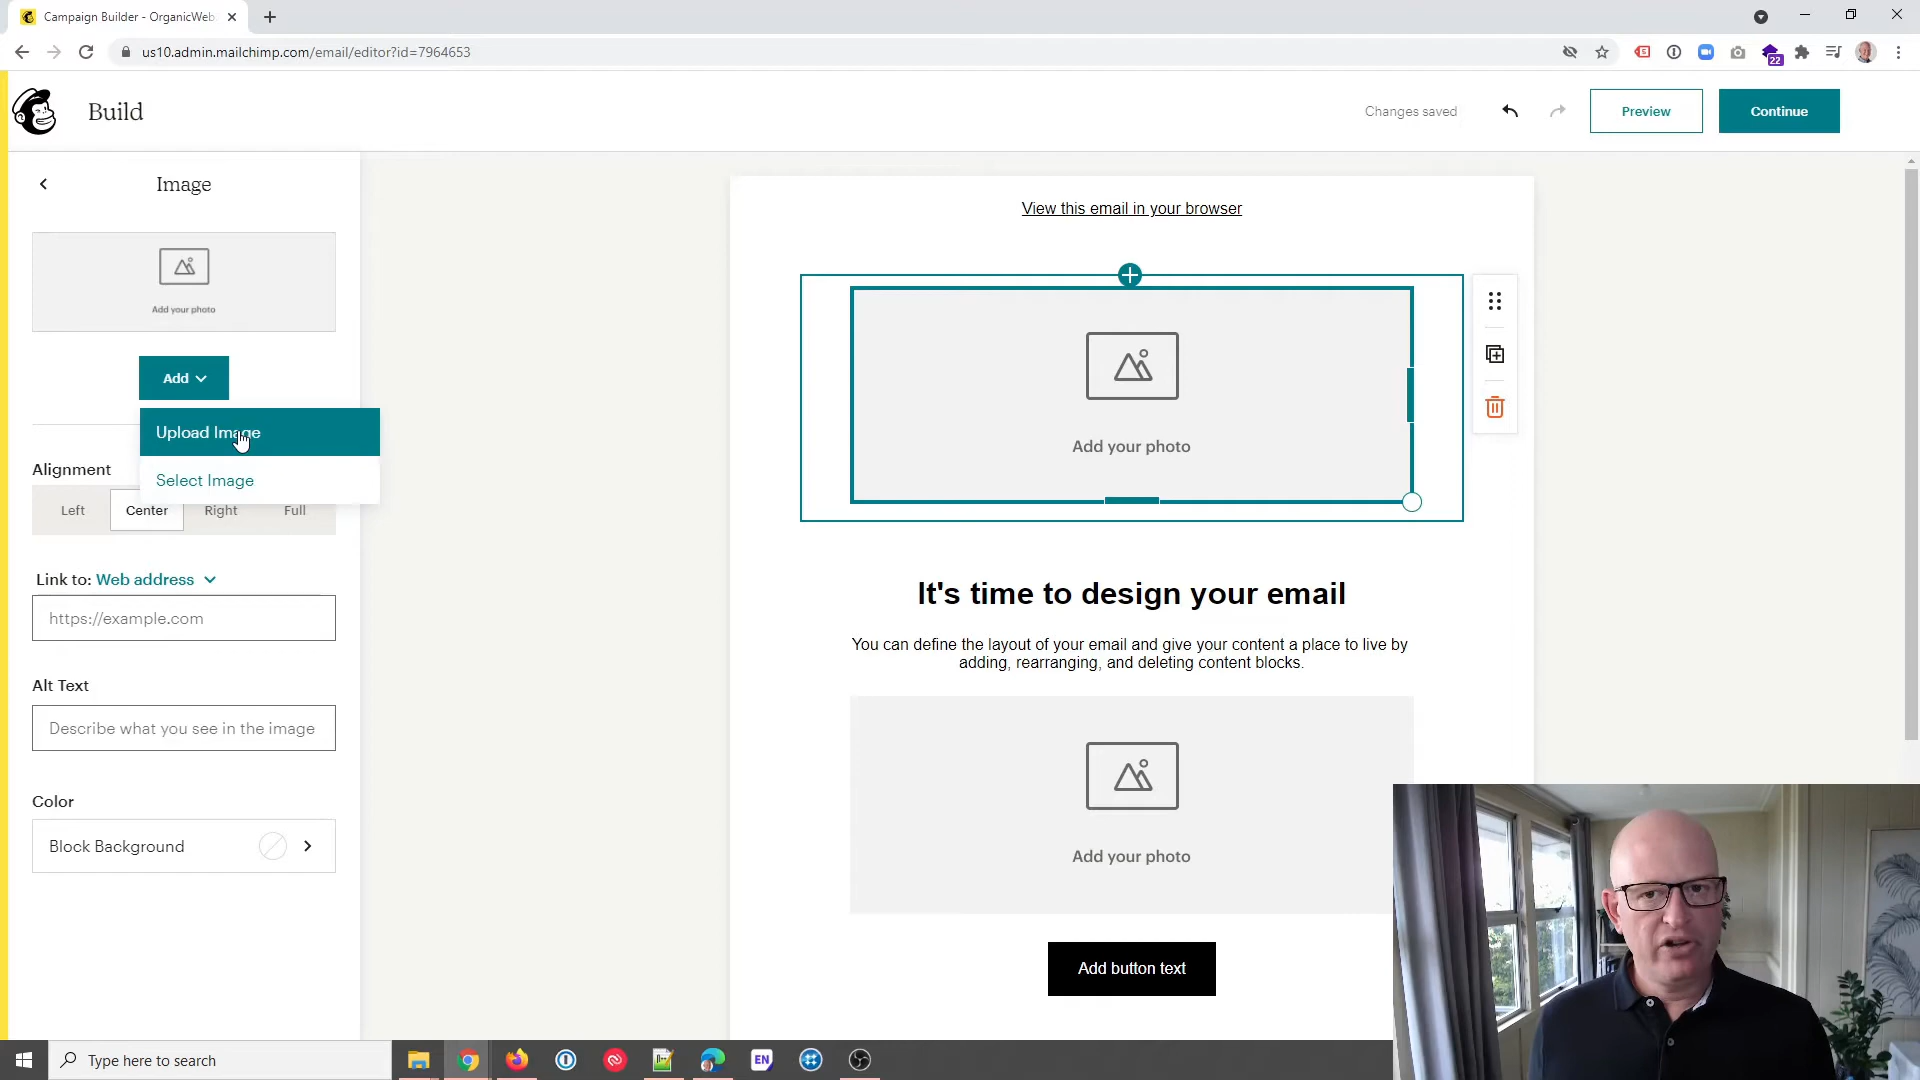 Campaign Builder - OrganicWeb
us10.admin.mailchimp.com/email/editor?id=7964653
22
Build
Changes saved
Preview
Continue
Image
Add your photo
Add
Upload Image
Select Image
Alignment
Left
Center
Right
Full
Link to: Web address
https://example.com
Alt Text
Describe what you see in the image
Color
Block Background
View this email in your browser
Add your photo
It's time to design your email
You can define the layout of your email and give your content a place to live by
adding, rearranging, and deleting content blocks.
Add your photo
Add button text
Type here to search
EN